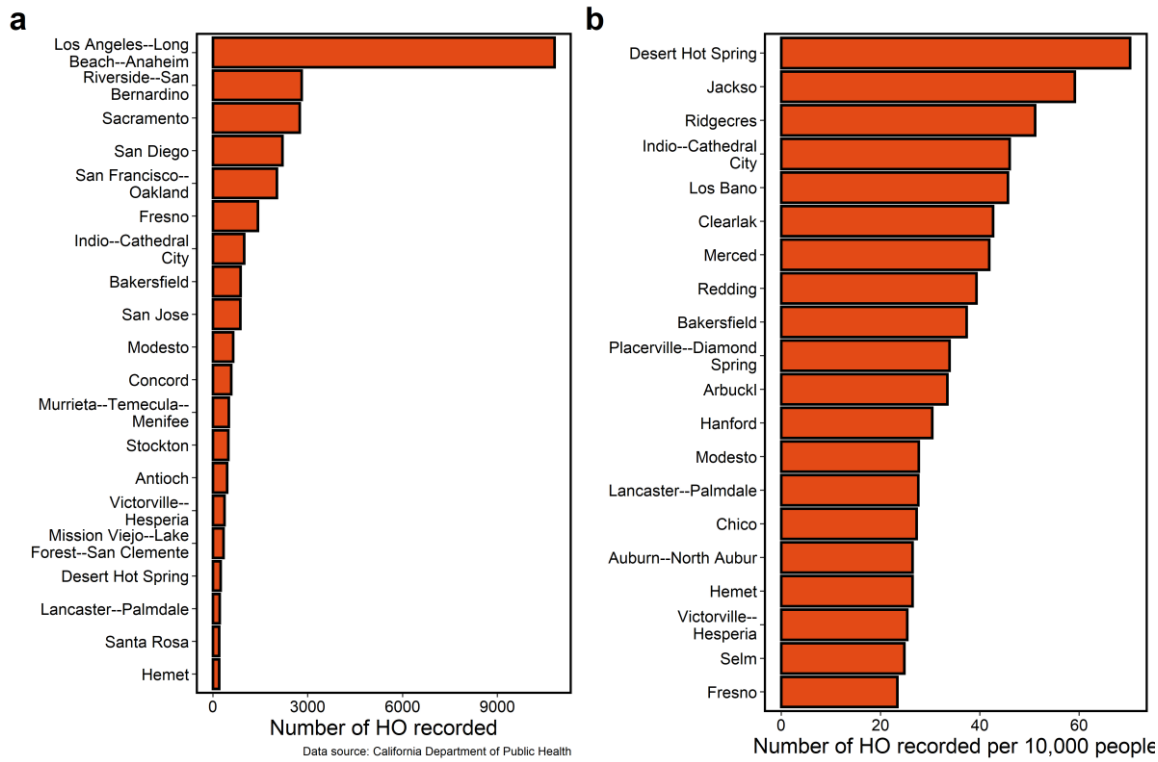 a
Los Angeles--Long
Beach--Anaheim
Riverside--San
Bernardino
Sacramento
San Diego
San Francisco--
Oakland
Fresno
Indio--Cathedral
City
Bakersfield
San Jose
Modesto
Concord
Murrieta--Temecula--
Menifee
Stockton
Antioch
Victorville--
Hesperia
Mission Viejo--Lake
Forest--San Clemente
Desert Hot Spring
Lancaster--Palmdale
Santa Rosa
Hemet
0 3000 6000 9000
Number of HO recorded
Data source: California Department of Public Health
b
Desert Hot Spring
Jackso
Ridgecres
Indio--Cathedral
City
Los Bano
Clearlak
Merced
Redding
Bakersfield
Placerville--Diamond
Spring
Arbuckl
Hanford
Modesto
Lancaster--Palmdale
Chico
Auburn--North Aubur
Hemet
Victorville--
Hesperia
Selm
Fresno
0 20 40 60
Number of HO recorded per 10,000 people